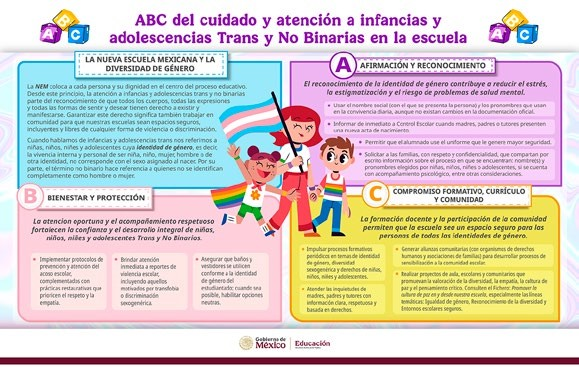 ABC del cuidado y atención a infancias y
adolescencias Trans y No Binarias en la escuela
LA NUEVA ESCUELA MEXICANA Y LA
DIVERSIDAD DE GÉNERO
La NEM coloca a cada persona y su dignidad en el centro del proceso educativo.
Desde este principio, la atención a infancias y adolescencias trans y no binarias
parte del reconocimiento de que todos los cuerpos, todas las expresiones
y todas las formas de sentir y desear tienen derecho a existir y
manifestarse. Garantizar este derecho significa también trabajar en
comunidad para que nuestras escuelas sean espacios seguros,
incluyentes y libres de cualquier forma de violencia o discriminación.
Cuando hablamos de infancias y adolescencias trans nos referimos a
niñas, niños, niñes y adolescentes cuya identidad de género, es decir,
la vivencia interna y personal de ser niña, niño, mujer, hombre o de
otra identidad, no corresponde con el sexo asignado al nacer. Por su
parte, el término no binario hace referencia a quienes no se identifican
completamente como hombre o mujer.
A
AFIRMACIÓN Y RECONOCIMIENTO
El reconocimiento de la identidad de género contribuye a reducir el estrés,
la estigmatización y el riesgo de problemas de salud mental.
Usar el nombre social (con el que se presenta la persona) y los pronombres que usan
en la convivencia diaria, aunque no existan cambios en la documentación oficial.
Informar de inmediato a Control Escolar cuando madres, padres o tutores presenten
una nueva acta de nacimiento.
Permitir que el alumnado use el uniforme que le genere mayor seguridad.
Solicitar a las familias, con respeto y confidencialidad, que compartan por
escrito información sobre el proceso en que se encuentran: nombre(s) y
pronombres elegidos por niñas, niños, niñes o adolescentes, si se cuenta
con acompañamiento psicológico, entre otras consideraciones.
B
BIENESTAR Y PROTECCIÓN
La atención oportuna y el acompañamiento respetuoso
fortalecen la confianza y el desarrollo integral de niñas,
niños, niñes y adolescentes Trans y No Binarios.
Implementar protocolos de
prevención y atención del
acoso escolar,
complementados con
prácticas restaurativas que
prioricen el respeto y la
empatía.
Brindar atención
inmediata a reportes de
violencia escolar,
incluyendo aquellos
motivados por transfobia
o discriminación
sexogenérica.
Asegurar que baños y
vestidores se utilicen
conforme a la identidad
de género del
estudiantado; cuando sea
posible, habilitar opciones
neutras.
C
COMPROMISO FORMATIVO, CURRÍCULO
Y COMUNIDAD
La formación docente y la participación de la comunidad
permiten que la escuela sea un espacio seguro para las
personas de todas las identidades de género.
Impulsar procesos formativos
periódicos en temas de identidad
de género, diversidad
sexogenérica y derechos de
niñas, niños, niñes y adolescentes.
Atender las inquietudes de
madres, padres y tutores con
información clara, respetuosa y
basada en derechos.
Generar alianzas comunitarias (con organismos de derechos
humanos y asociaciones de familias) para desarrollar procesos de
sensibilización a la comunidad escolar.
Realizar proyectos de aula, escolares y comunitarios que
promuevan la valoración de la diversidad, la empatía, la cultura de
paz y el pensamiento crítico. Consulten el Fichero: Promover la
cultura de paz en y desde nuestra escuela, especialmente las líneas
temáticas: Igualdad de género, Reconocimiento de la diversidad y
Entornos escolares seguros.
Gobierno de
México
Educación